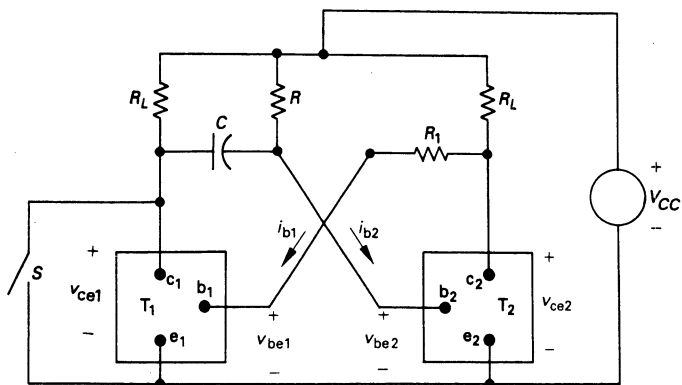 R_L
R
R_L
C
R_1
+
V_CC
−
i_b1
i_b2
S
+
v_ce1
−
c_1
T_1
b_1
e_1
+
v_be1
−
+
v_be2
−
c_2
b_2
T_2
e_2
+
v_ce2
−